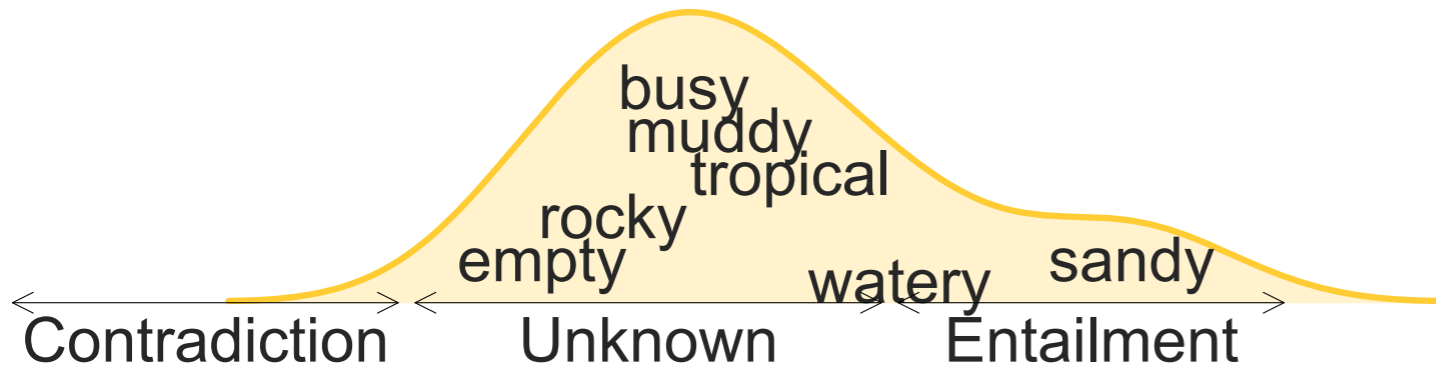 busy
muddy
tropical
rocky
empty
watery
sandy
Contradiction
Unknown
Entailment